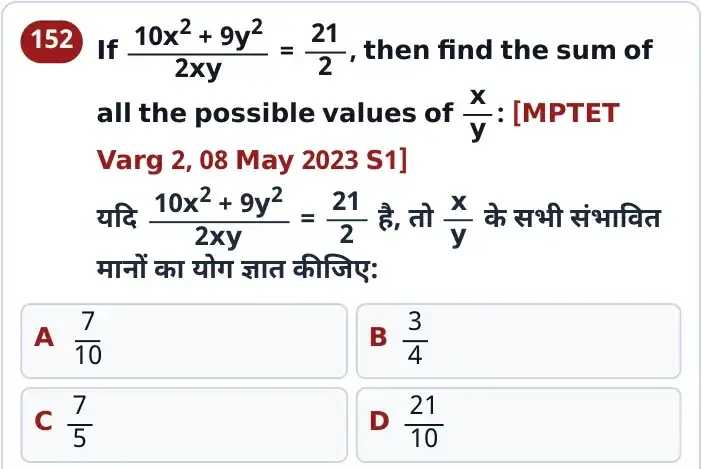 152 If (10x² + 9y²)/(2xy) = 21/2, then find the sum of
all the possible values of x/y: [MPTET
Varg 2, 08 May 2023 S1]
यदि (10x² + 9y²)/(2xy) = 21/2 है, तो x/y के सभी संभावित
मानों का योग ज्ञात कीजिए:
A 7/10 B 3/4
C 7/5 D 21/10